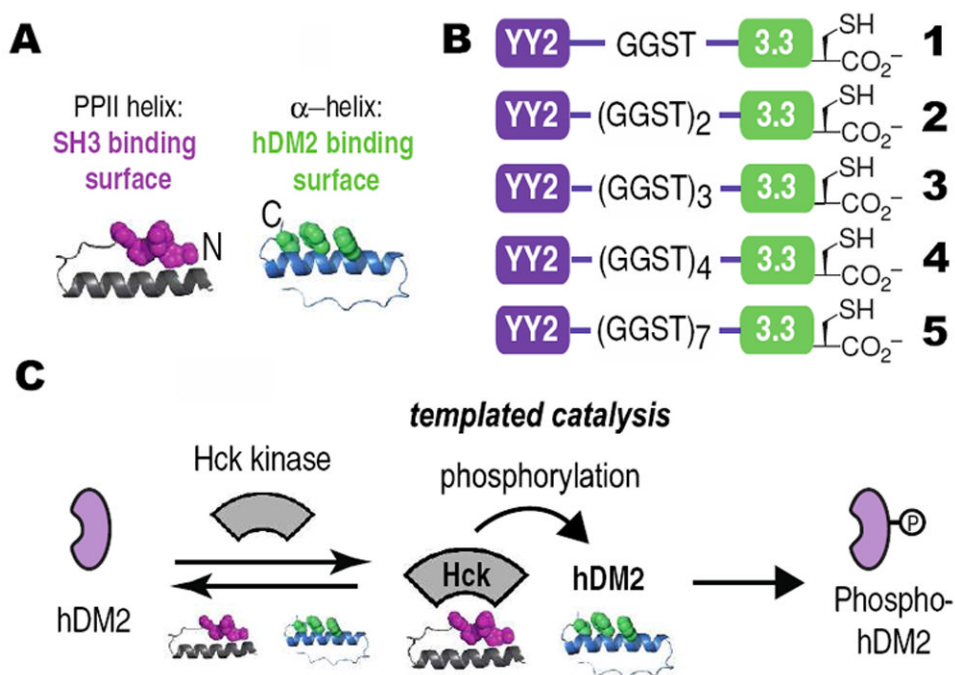 A
PPII helix:
SH3 binding
surface
N
α–helix:
hDM2 binding
surface
C
B
YY2 GGST 3.3 SH CO2– 1
YY2 (GGST)2 3.3 SH CO2– 2
YY2 (GGST)3 3.3 SH CO2– 3
YY2 (GGST)4 3.3 SH CO2– 4
YY2 (GGST)7 3.3 SH CO2– 5
C
templated catalysis
Hck kinase
phosphorylation
hDM2
Hck
hDM2
P
Phospho-
hDM2